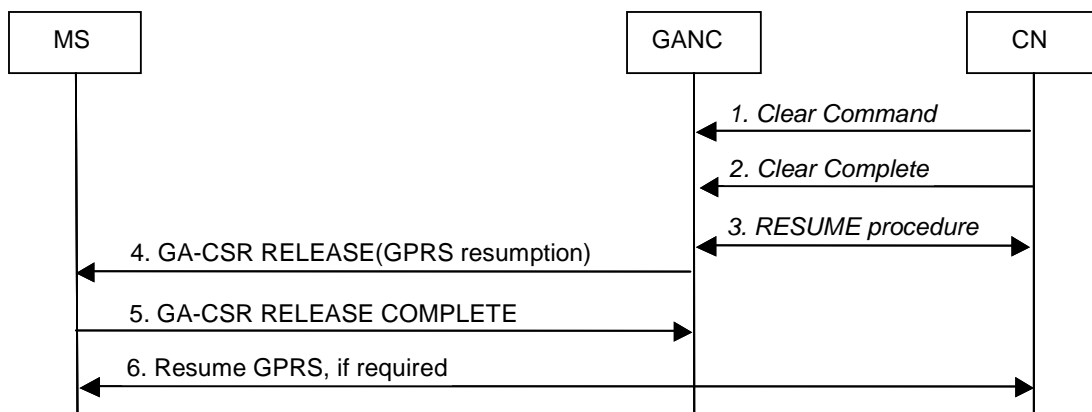 MS
GANC
CN
1. Clear Command
2. Clear Complete
3. RESUME procedure
4. GA-CSR RELEASE(GPRS resumption)
5. GA-CSR RELEASE COMPLETE
6. Resume GPRS, if required